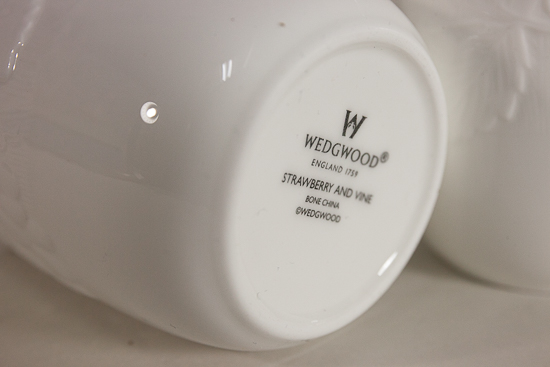 W
WEDGWOOD®
ENGLAND 1759
STRAWBERRY AND VINE
BONE CHINA
©WEDGWOOD